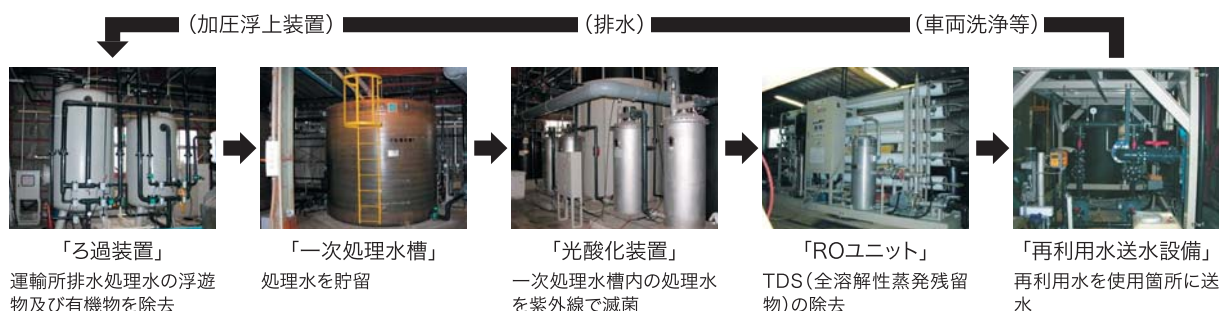 （加圧浮上装置）
（排水）
（車両洗浄等）
「ろ過装置」
運輸所排水処理水の浮遊
物及び有機物を除去
「一次処理水槽」
処理水を貯留
「光酸化装置」
一次処理水槽内の処理水
を紫外線で滅菌
「ROユニット」
TDS（全溶解性蒸発残留
物）の除去
「再利用水送水設備」
再利用水を使用箇所に送
水